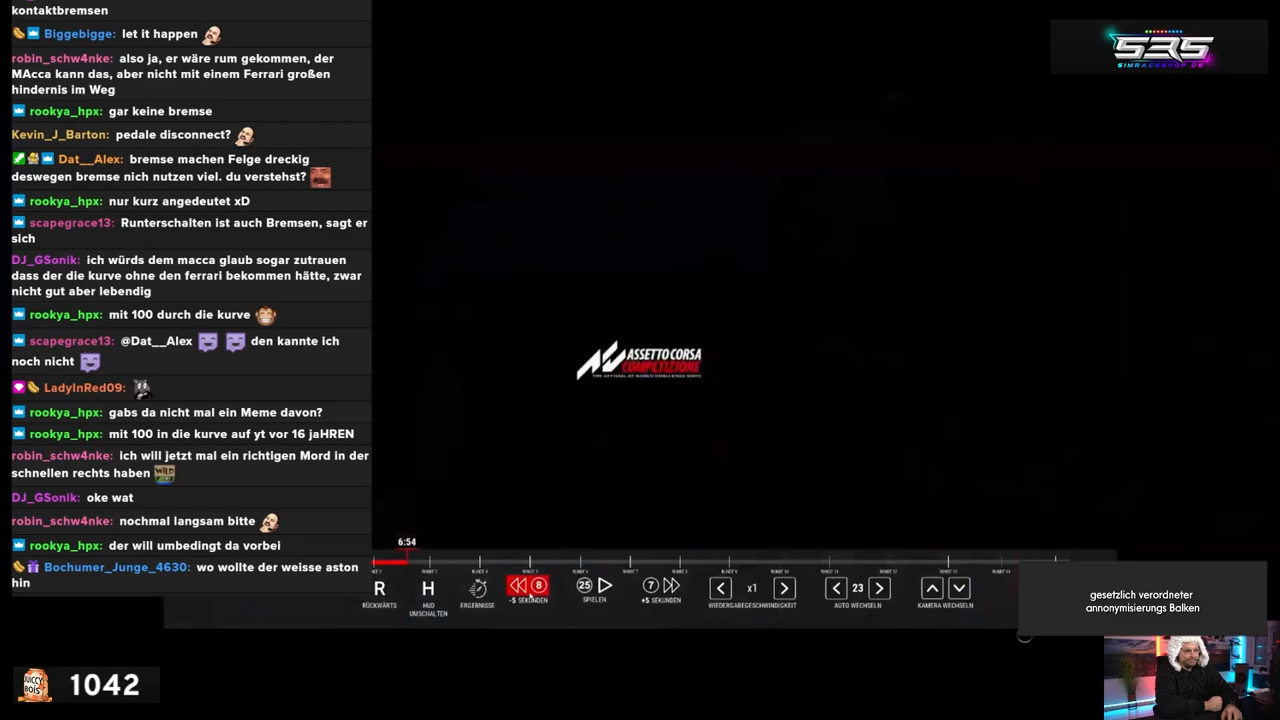 kontaktbremsen
Biggebigge: let it happen
robin_schw4nke: also ja, er wäre rum gekommen, der
MAcca kann das, aber nicht mit einem Ferrari großen
hindernis im Weg
rookya_hpx: gar keine bremse
Kevin_J_Barton: pedale disconnect?
Dat__Alex: bremse machen Felge dreckig
deswegen bremse nich nutzen viel. du verstehst?
rookya_hpx: nur kurz angedeutet xD
scapegrace13: Runterschalten ist auch Bremsen, sagt er
sich
DJ_GSonik: ich würds dem macca glaub sogar zutrauen
dass der die kurve ohne den ferrari bekommen hätte, zwar
nicht gut aber lebendig
rookya_hpx: mit 100 durch die kurve
scapegrace13: @Dat__Alex den kannte ich
noch nicht
LadyInRed09:
rookya_hpx: gabs da nicht mal ein Meme davon?
rookya_hpx: mit 100 in die kurve auf yt vor 16 jaHREN
robin_schw4nke: ich will jetzt mal ein richtigen Mord in der
schnellen rechts haben
DJ_GSonik: oke wat
robin_schw4nke: nochmal langsam bitte
rookya_hpx: der will umbedingt da vorbei
Bochumer_Junge_4630: wo wollte der weisse aston
hin
SRS
SIMRACESHOP.DE
ASSETTO CORSA
COMPETIZIONE
6:54
R H 8 25 7 x1 23
RÜCKWÄRTS HUD UMSCHALTEN ERGEBNISSE -5 SEKUNDEN SPIELEN +5 SEKUNDEN WIEDERGABEGESCHWINDIGKEIT AUTO WECHSELN KAMERA WECHSELN
gesetzlich verordneter
annonymisierungs Balken
JUICCY
BOIS
1042